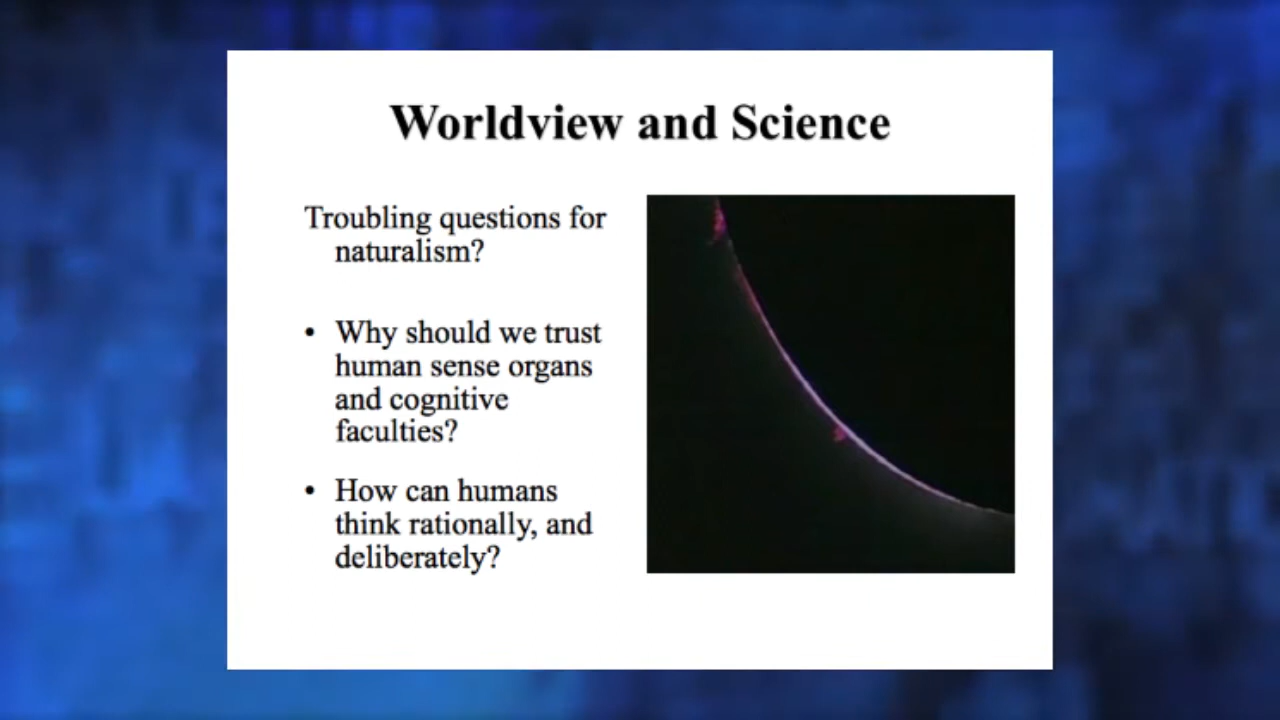 Worldview and Science
Troubling questions for
naturalism?
• Why should we trust
human sense organs
and cognitive
faculties?
• How can humans
think rationally, and
deliberately?